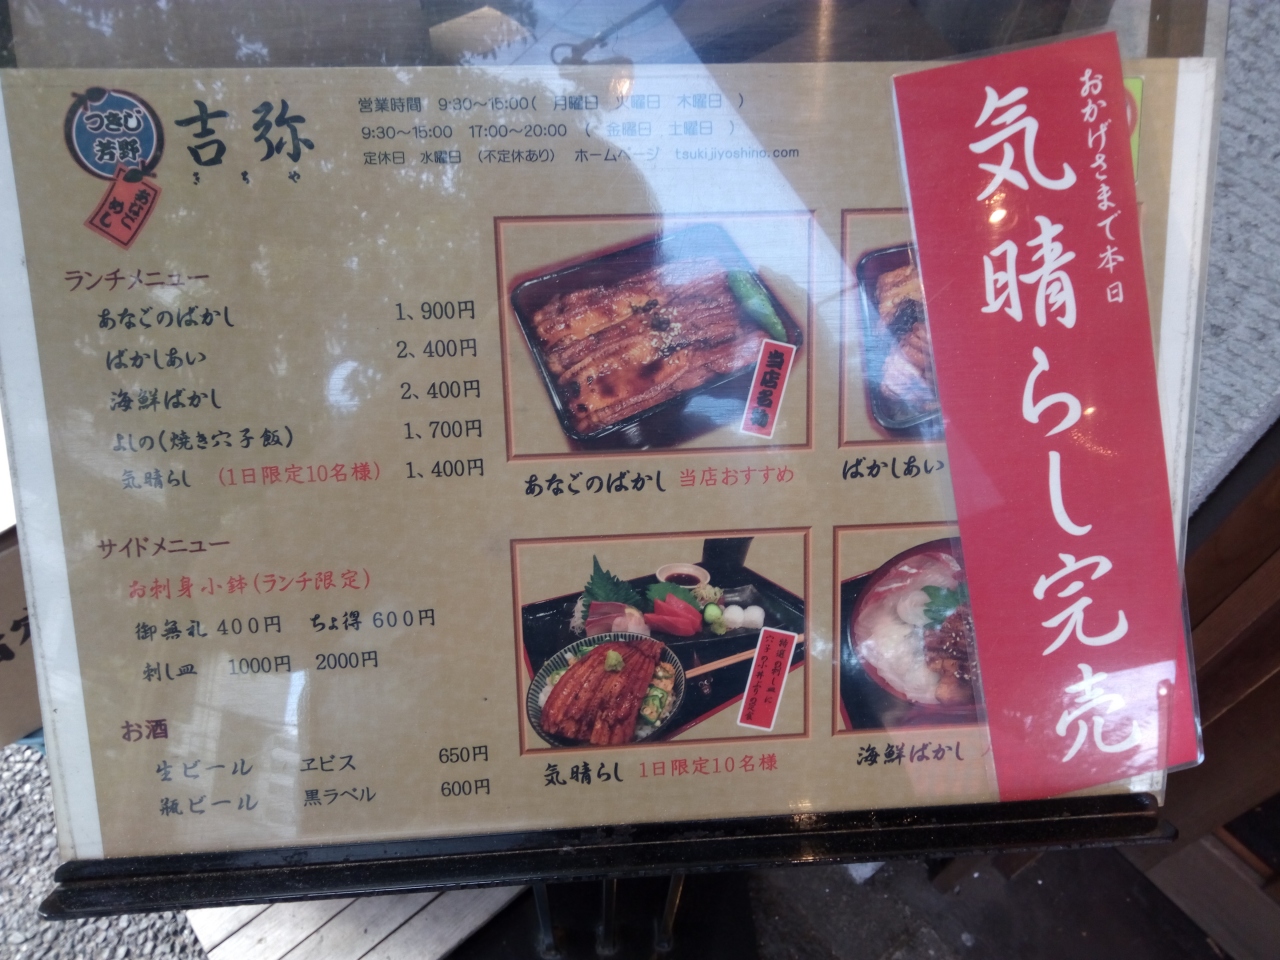 つきじ
芳野
あなご
めし
吉弥
きちや
営業時間 9:30～15:00( 月曜日 火曜日 木曜日 )
9:30～15:00 17:00～20:00 ( 金曜日 土曜日 )
定休日 水曜日 (不定休あり) ホームページ tsukijiyoshino.com
ランチメニュー
あなごのばかし 1、900円
ばかしあい 2、400円
海鮮ばかし 2、400円
よしの(焼き穴子飯) 1、700円
気晴らし (1日限定10名様) 1、400円
サイドメニュー
お刺身小鉢(ランチ限定)
御無礼 400円 ちょ得 600円
刺し皿 1000円 2000円
お酒
生ビール ヱビス 650円
瓶ビール 黒ラベル 600円
当店名物
あなごのばかし 当店おすすめ
ばかしあい
気晴らし 1日限定10名様
海鮮ばかし
おかげさまで本日
気晴らし完売